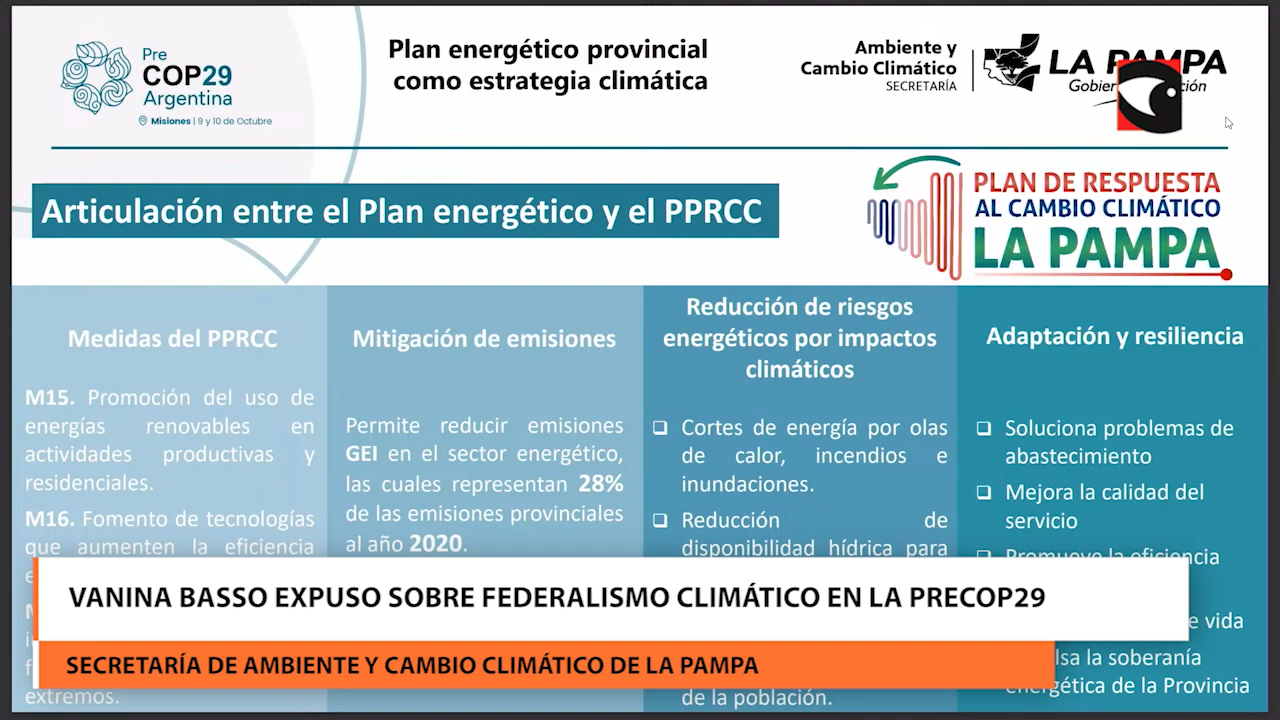 Pre
COP29
Argentina
Misiones | 9 y 10 de Octubre
Plan energético provincial
como estrategia climática
Ambiente y
Cambio Climático
SECRETARÍA
LA PAMPA
Articulación entre el Plan energético y el PPRCC
PLAN DE RESPUESTA
AL CAMBIO CLIMÁTICO
LA PAMPA
Medidas del PPRCC
M15. Promoción del uso de
energías renovables en
actividades productivas y
residenciales.
M16. Fomento de tecnologías
que aumenten la eficiencia
extremos.
Mitigación de emisiones
Permite reducir emisiones
GEI en el sector energético,
las cuales representan 28%
de las emisiones provinciales
al año 2020.
Reducción de riesgos
energéticos por impactos
climáticos
Cortes de energía por olas
de calor, incendios e
inundaciones.
Reducción de
disponibilidad hídrica para
de la población.
Adaptación y resiliencia
Soluciona problemas de
abastecimiento
Mejora la calidad del
servicio
Promueve la eficiencia
vida
la soberanía
energética de la Provincia
VANINA BASSO EXPUSO SOBRE FEDERALISMO CLIMÁTICO EN LA PRECOP29
SECRETARÍA DE AMBIENTE Y CAMBIO CLIMÁTICO DE LA PAMPA